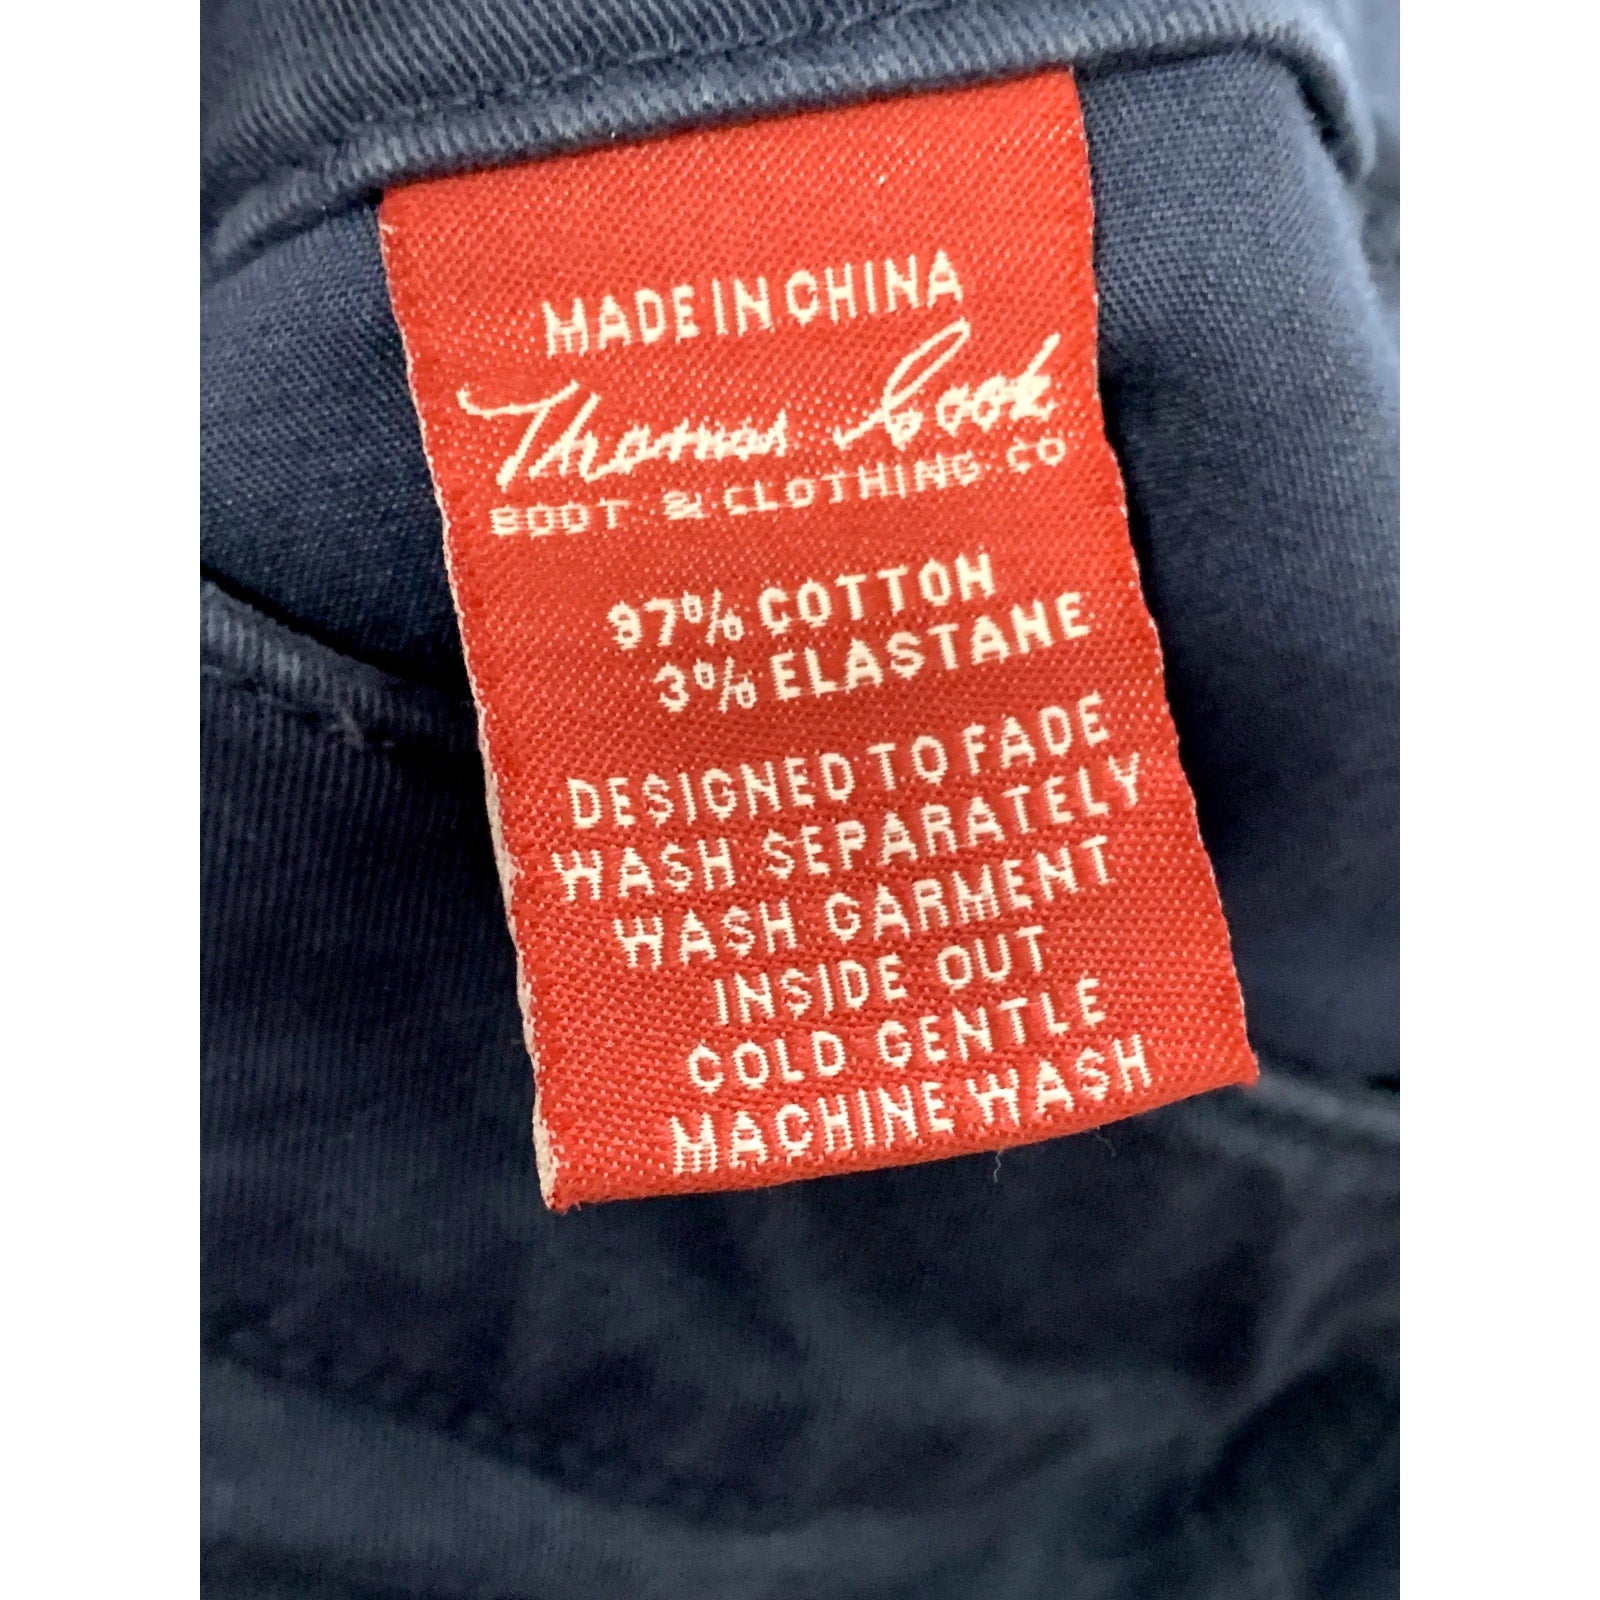 MADE IN CHINA
Thomas Cook
BOOT & CLOTHING CO
97% COTTON
3% ELASTANE
DESIGNED TO FADE
WASH SEPARATELY
WASH GARMENT
INSIDE OUT
COLD GENTLE
MACHINE WASH